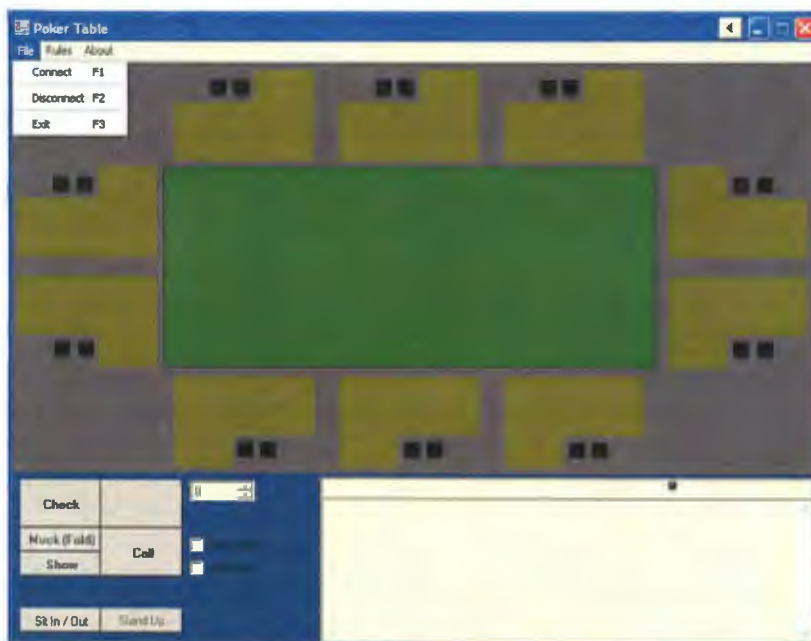 Poker Table
File Rules About
Connect F1
Disconnect F2
Exit F3
Check
Muck (Fold)
Call
Show
Sit In / Out Stand Up